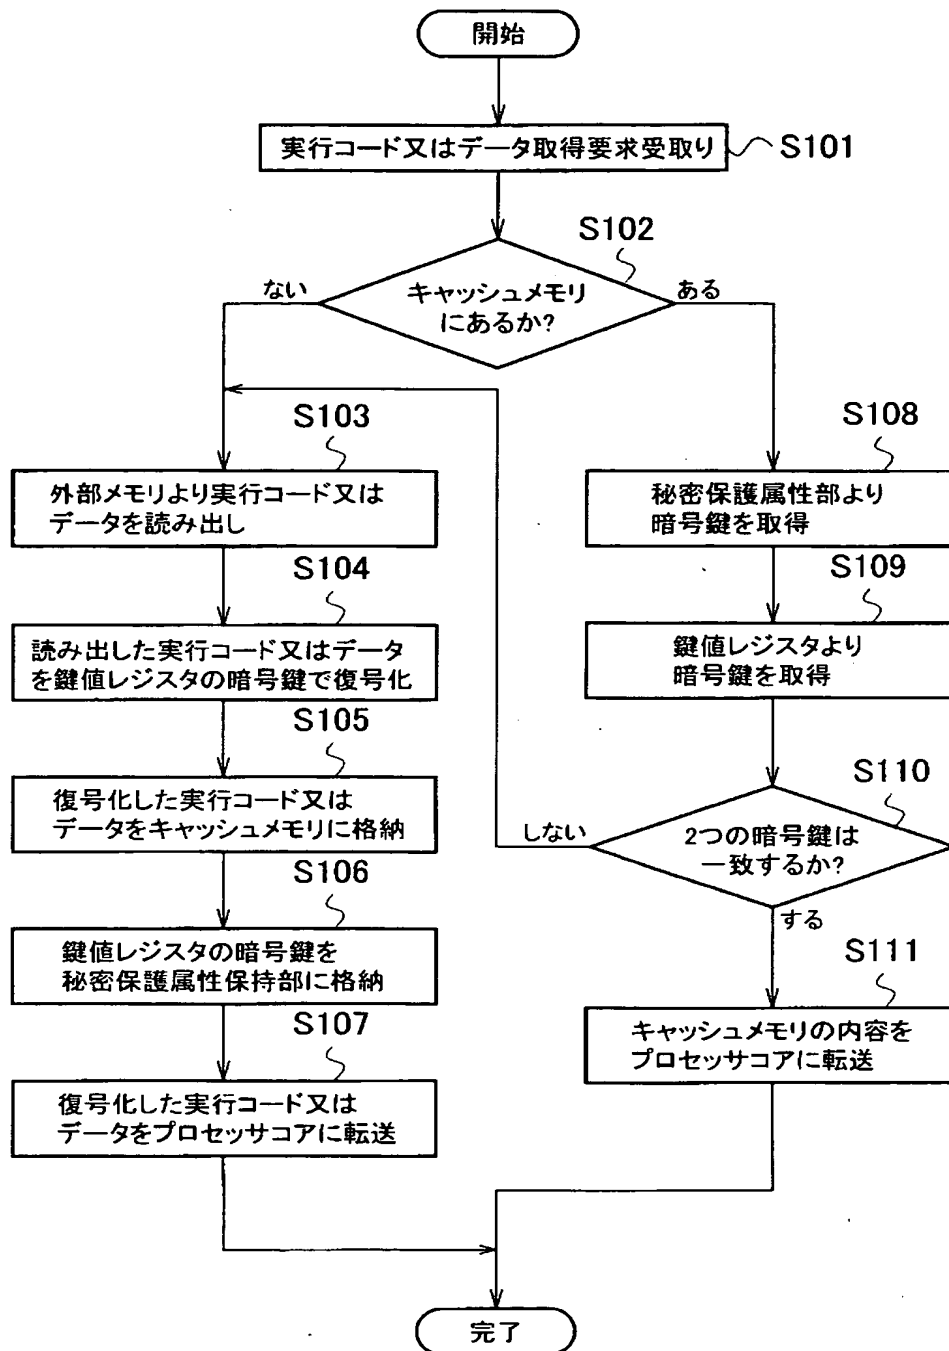 開始
実行コード又はデータ取得要求受取り
S101
S102
ない
ある
キャッシュメモリ
にあるか?
S103
外部メモリより実行コード又は
データを読み出し
S104
読み出した実行コード又はデータ
を鍵値レジスタの暗号鍵で復号化
S105
復号化した実行コード又は
データをキャッシュメモリに格納
S106
鍵値レジスタの暗号鍵を
秘密保護属性保持部に格納
S107
復号化した実行コード又は
データをプロセッサコアに転送
S108
秘密保護属性部より
暗号鍵を取得
S109
鍵値レジスタより
暗号鍵を取得
S110
しない
2つの暗号鍵は
一致するか?
する
S111
キャッシュメモリの内容を
プロセッサコアに転送
完了